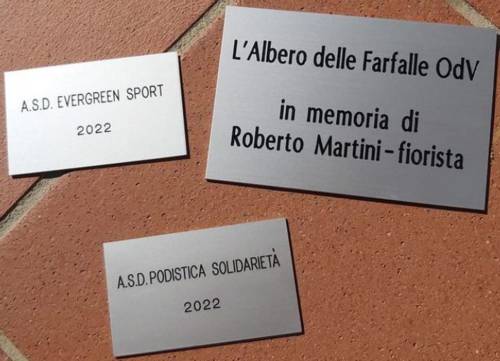 A.S.D. EVERGREEN SPORT
2022
L'Albero delle Farfalle OdV
in memoria di
Roberto Martini-fiorista
A.S.D. PODISTICA SOLIDARIETÀ
2022